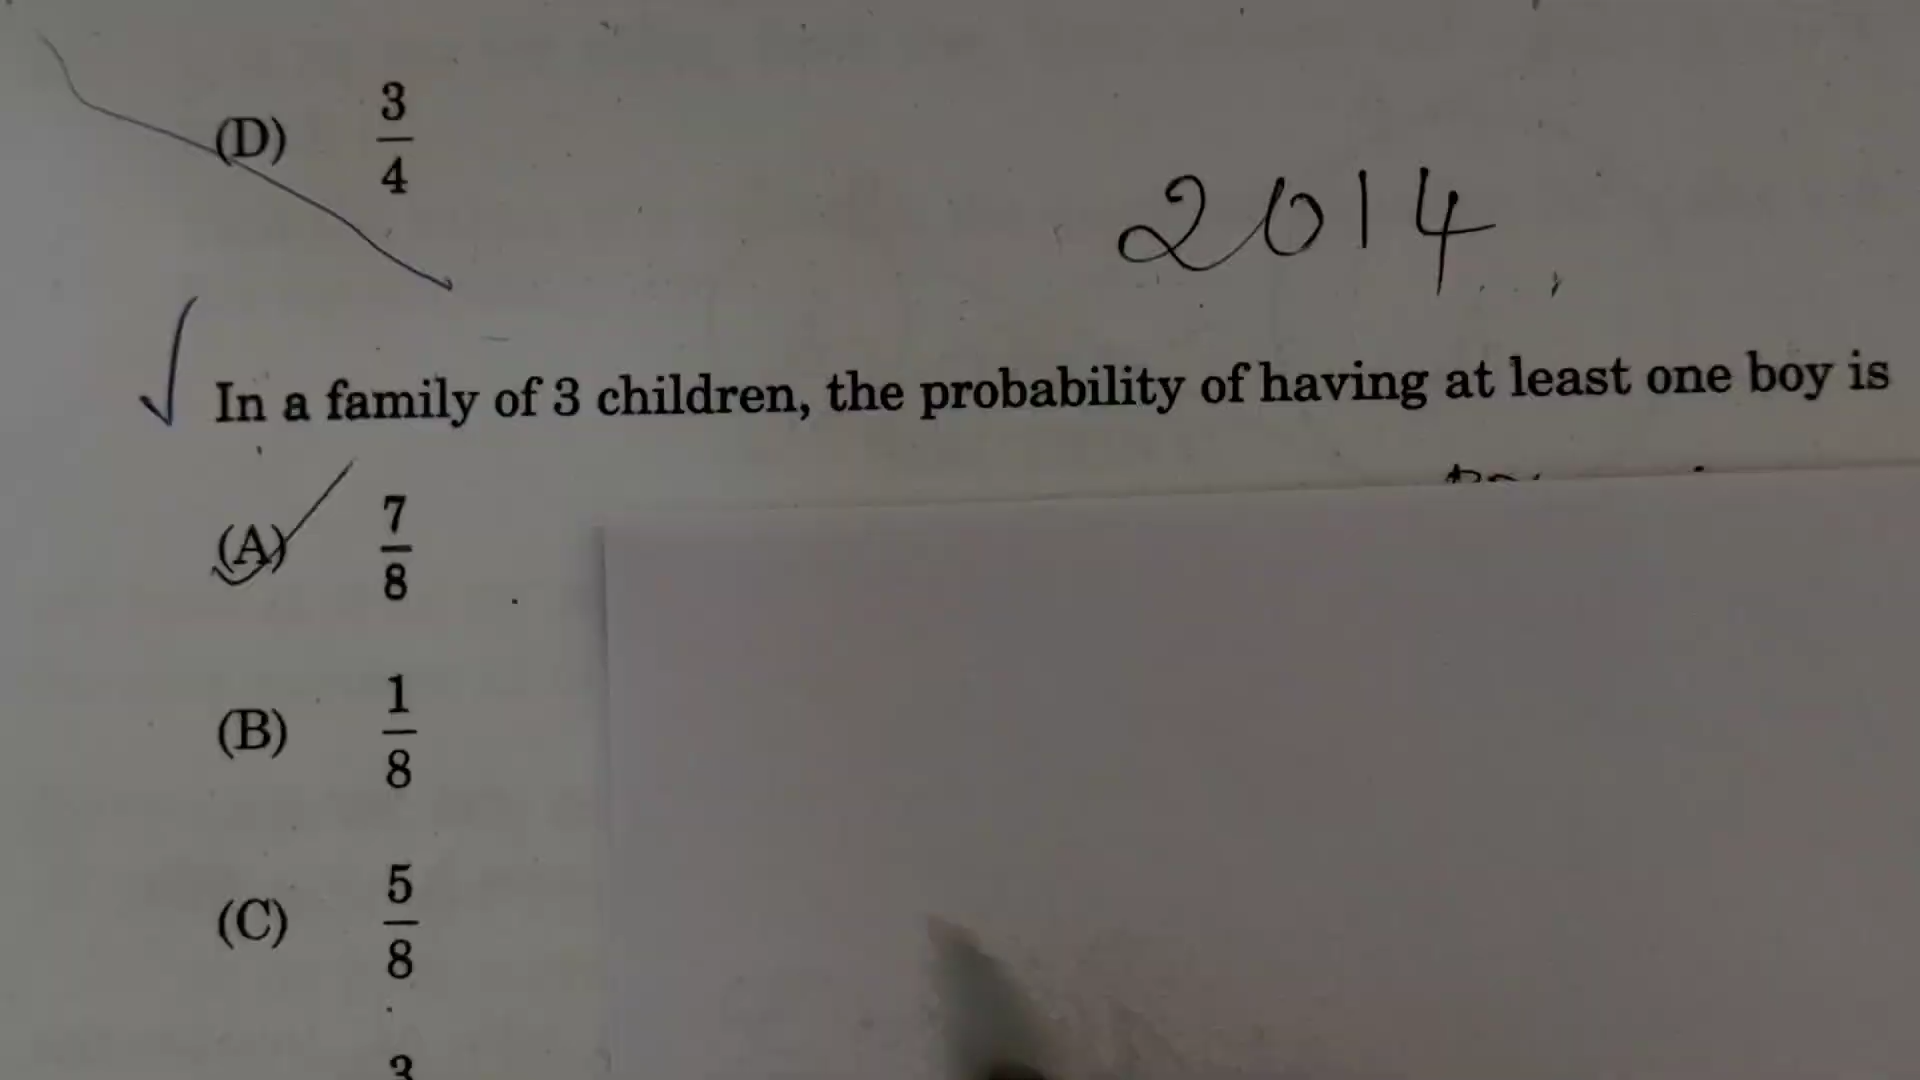 (D) 3/4
2014
In a family of 3 children, the probability of having at least one boy is
(A) 7/8
(B) 1/8
(C) 5/8
3